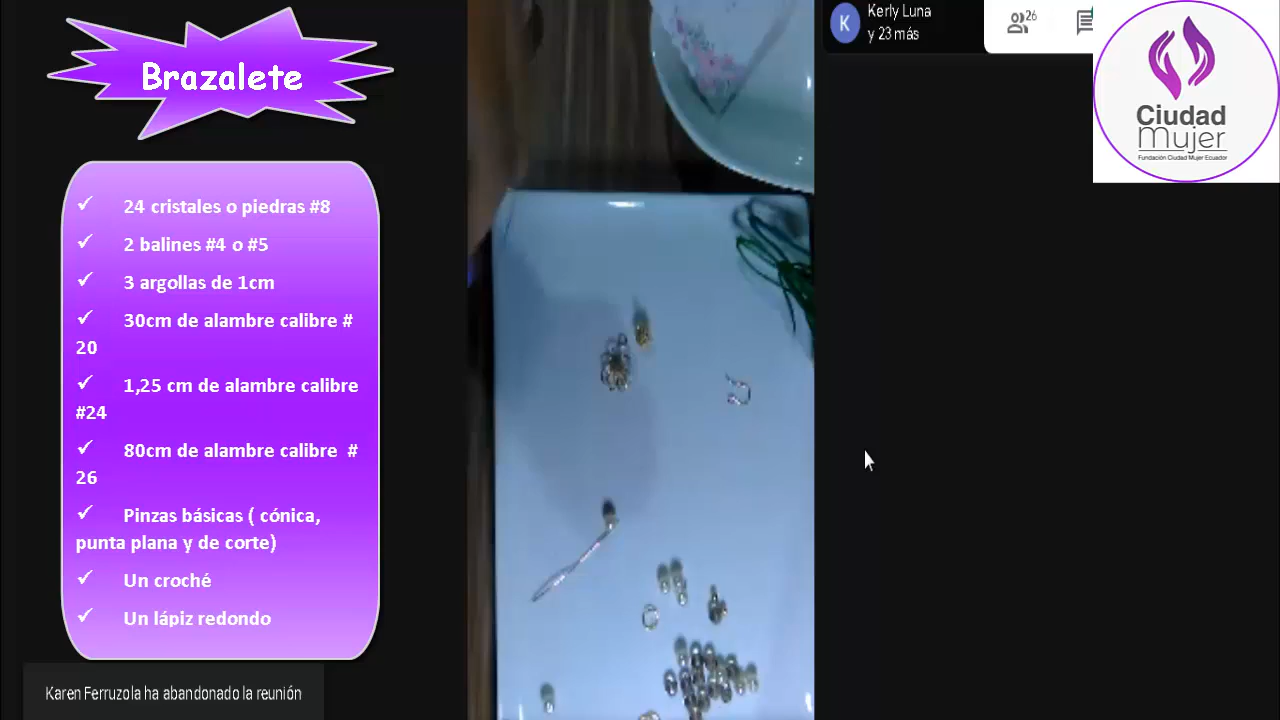 Brazalete
24 cristales o piedras #8
2 balines #4 o #5
3 argollas de 1cm
30cm de alambre calibre #
20
1,25 cm de alambre calibre
#24
80cm de alambre calibre #
26
Pinzas básicas ( cónica,
punta plana y de corte)
Un croché
Un lápiz redondo
Karen Ferruzola ha abandonado la reunión
K
Kerly Luna
y 23 más
26
Ciudad
Mujer
Fundación Ciudad Mujer Ecuador